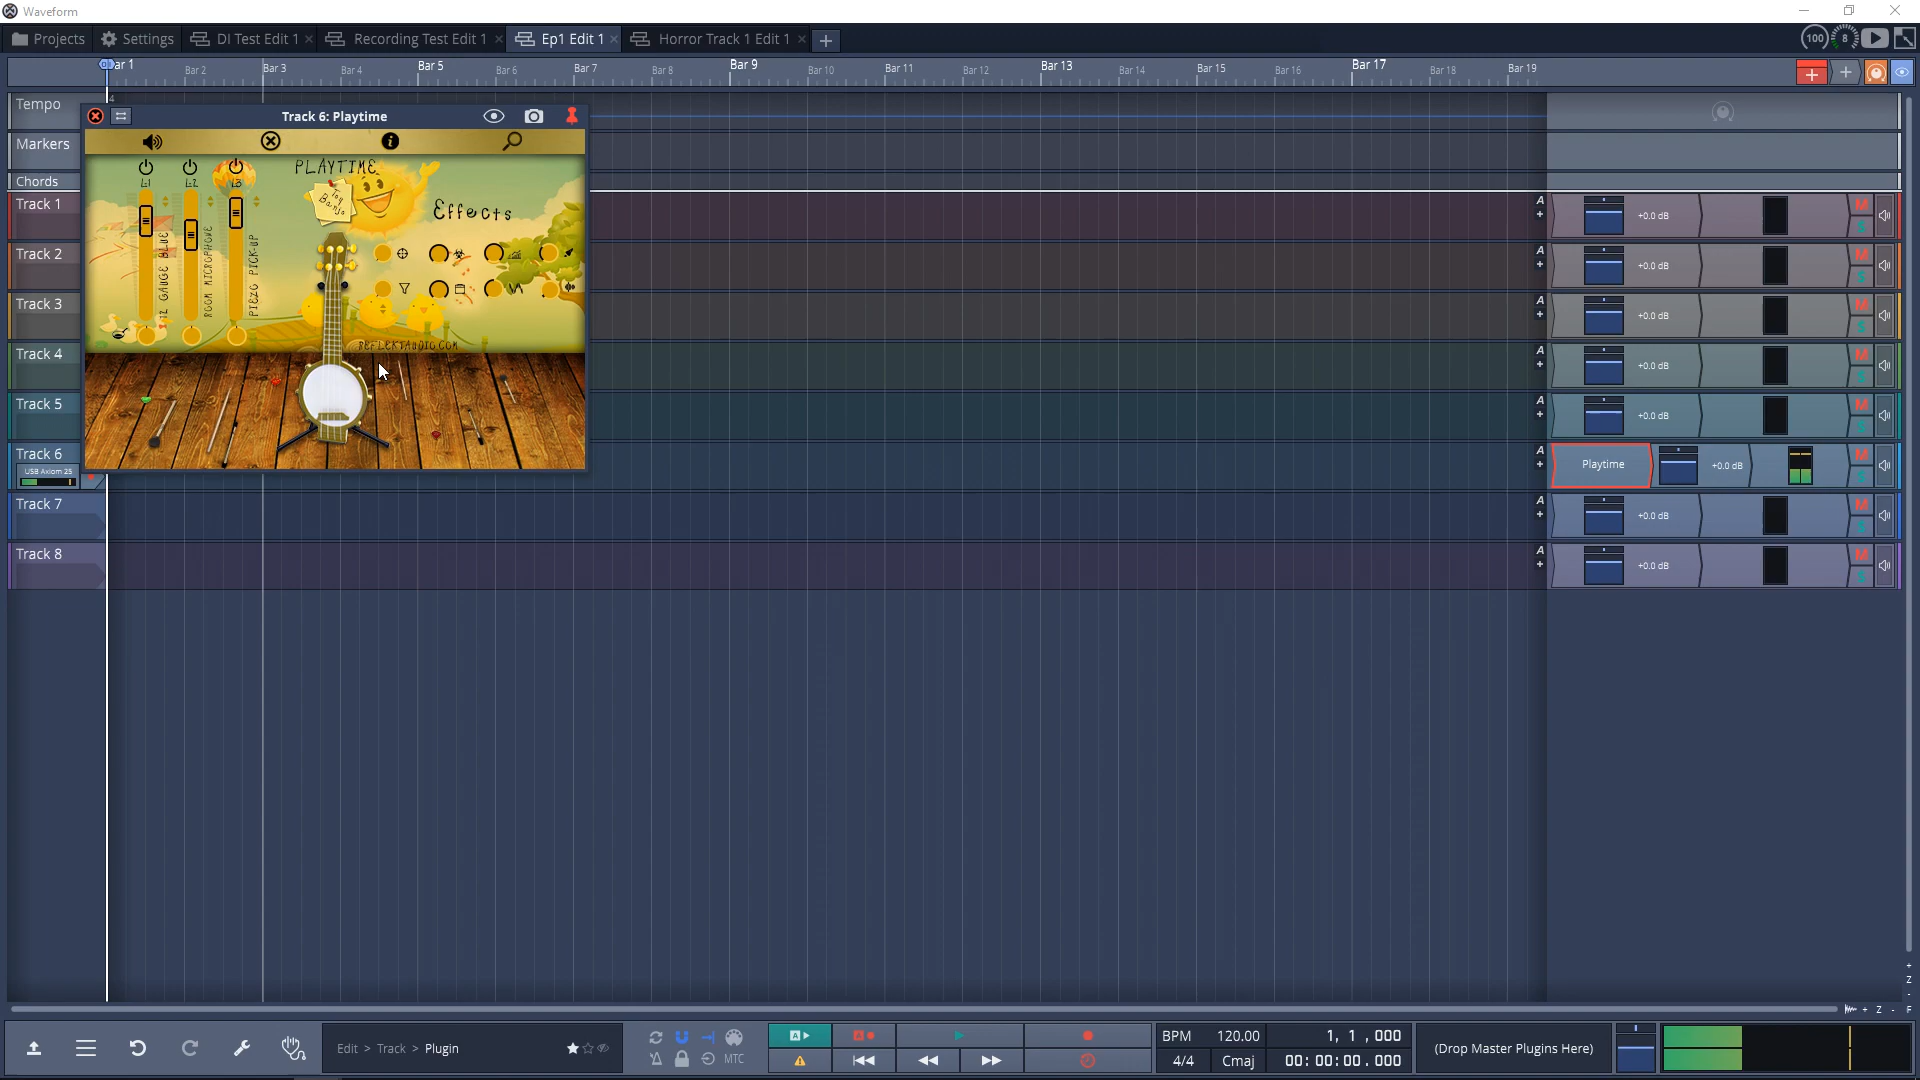 Waveform
Projects Settings DI Test Edit 1 Recording Test Edit 1 Ep1 Edit 1 Horror Track 1 Edit 1 100 8
Bar 1 Bar 2 Bar 3 Bar 4 Bar 5 Bar 6 Bar 7 Bar 8 Bar 9 Bar 10 Bar 11 Bar 12 Bar 13 Bar 14 Bar 15 Bar 16 Bar 17 Bar 18 Bar 19
Tempo
Markers
Chords
Track 6: Playtime
PLAYTIME
Toy
Banjo
Effects
L1 L2 L3
12 GAUGE BLUE
ROOM MICROPHONE
PIEZO PICK-UP
REFLEKTAUDIO.COM
Track 1 A +0.0 dB M S
Track 2 A +0.0 dB M S
Track 3 A +0.0 dB M S
Track 4 A +0.0 dB M S
Track 5 A +0.0 dB M S
Track 6 A Playtime +0.0 dB M S
USB Axiom 25
Track 7 A +0.0 dB M S
Track 8 A +0.0 dB M S
Z
Z F
Edit > Track > Plugin
MTC
A A
BPM 120.00 1, 1 ,000
4/4 Cmaj 00:00:00.000
(Drop Master Plugins Here)